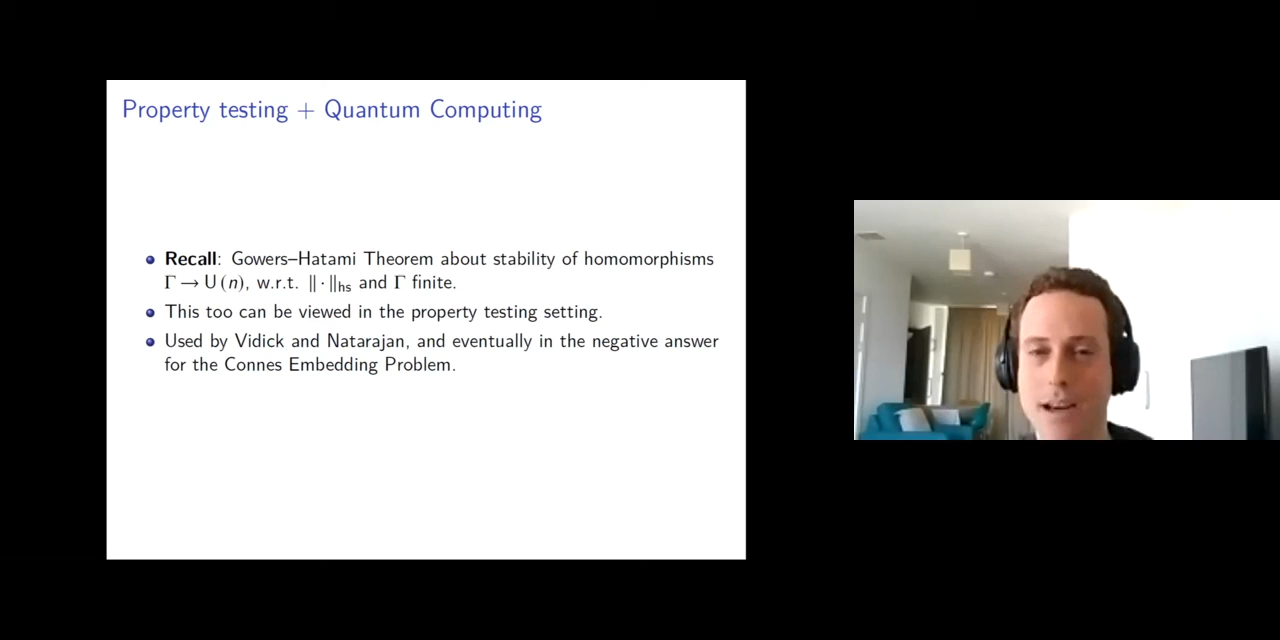 Property testing + Quantum Computing
Recall: Gowers–Hatami Theorem about stability of homomorphisms
Γ → U(n), w.r.t. ‖·‖hs and Γ finite.
This too can be viewed in the property testing setting.
Used by Vidick and Natarajan, and eventually in the negative answer
for the Connes Embedding Problem.